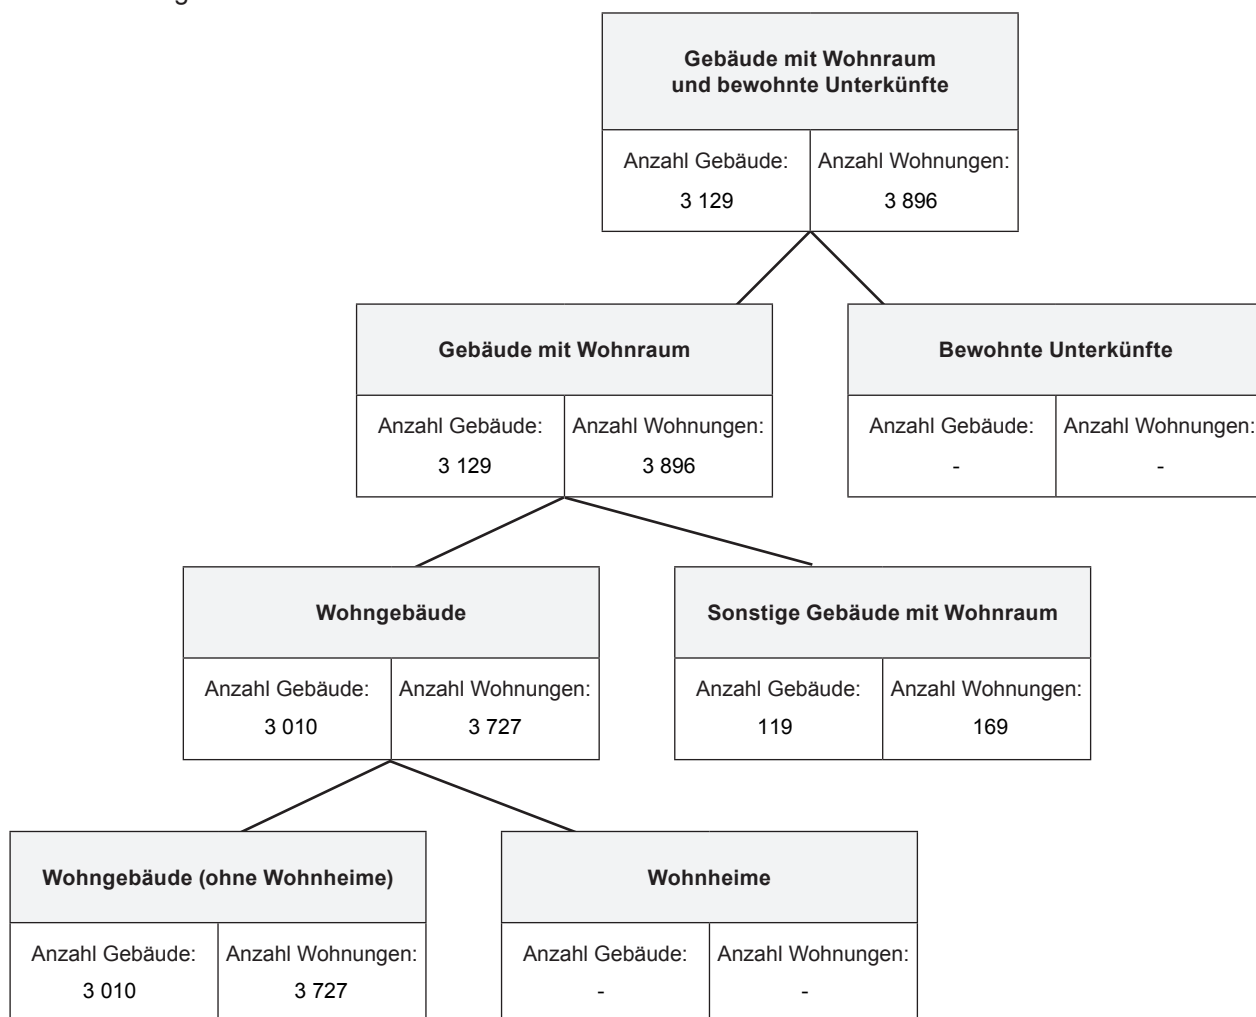 Gebäude mit Wohnraum
und bewohnte Unterkünfte
Anzahl Gebäude: Anzahl Wohnungen:
3 129 3 896
Gebäude mit Wohnraum Bewohnte Unterkünfte
Anzahl Gebäude: Anzahl Wohnungen: Anzahl Gebäude: Anzahl Wohnungen:
3 129 3 896 - -
Wohngebäude Sonstige Gebäude mit Wohnraum
Anzahl Gebäude: Anzahl Wohnungen: Anzahl Gebäude: Anzahl Wohnungen:
3 010 3 727 119 169
Wohngebäude (ohne Wohnheime) Wohnheime
Anzahl Gebäude: Anzahl Wohnungen: Anzahl Gebäude: Anzahl Wohnungen:
3 010 3 727 - -